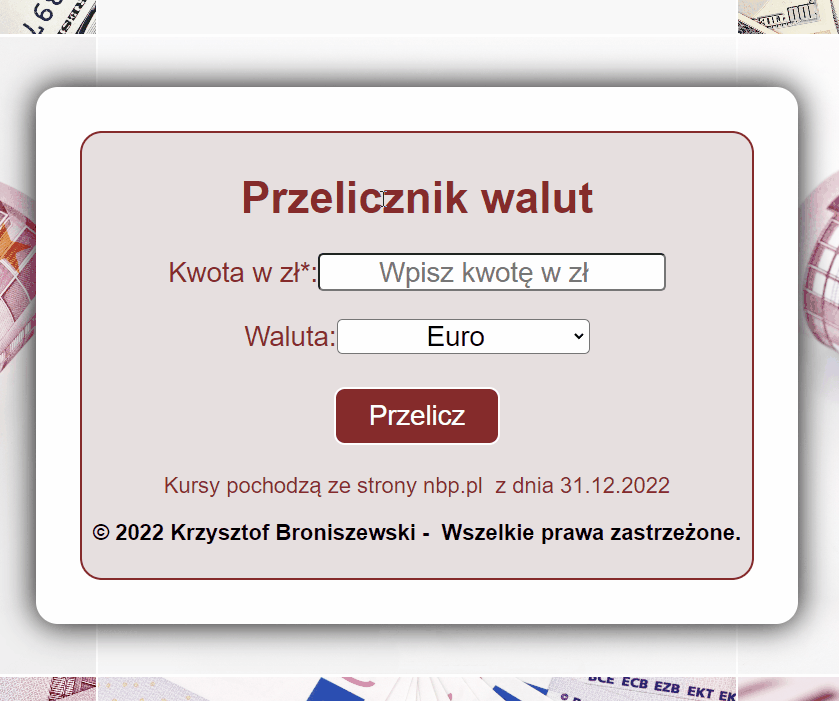 Przelicznik walut
Kwota w zł*: Wpisz kwotę w zł
Waluta: Euro
Przelicz
Kursy pochodzą ze strony nbp.pl z dnia 31.12.2022
© 2022 Krzysztof Broniszewski - Wszelkie prawa zastrzeżone.
BCE ECB EZB EKT EK